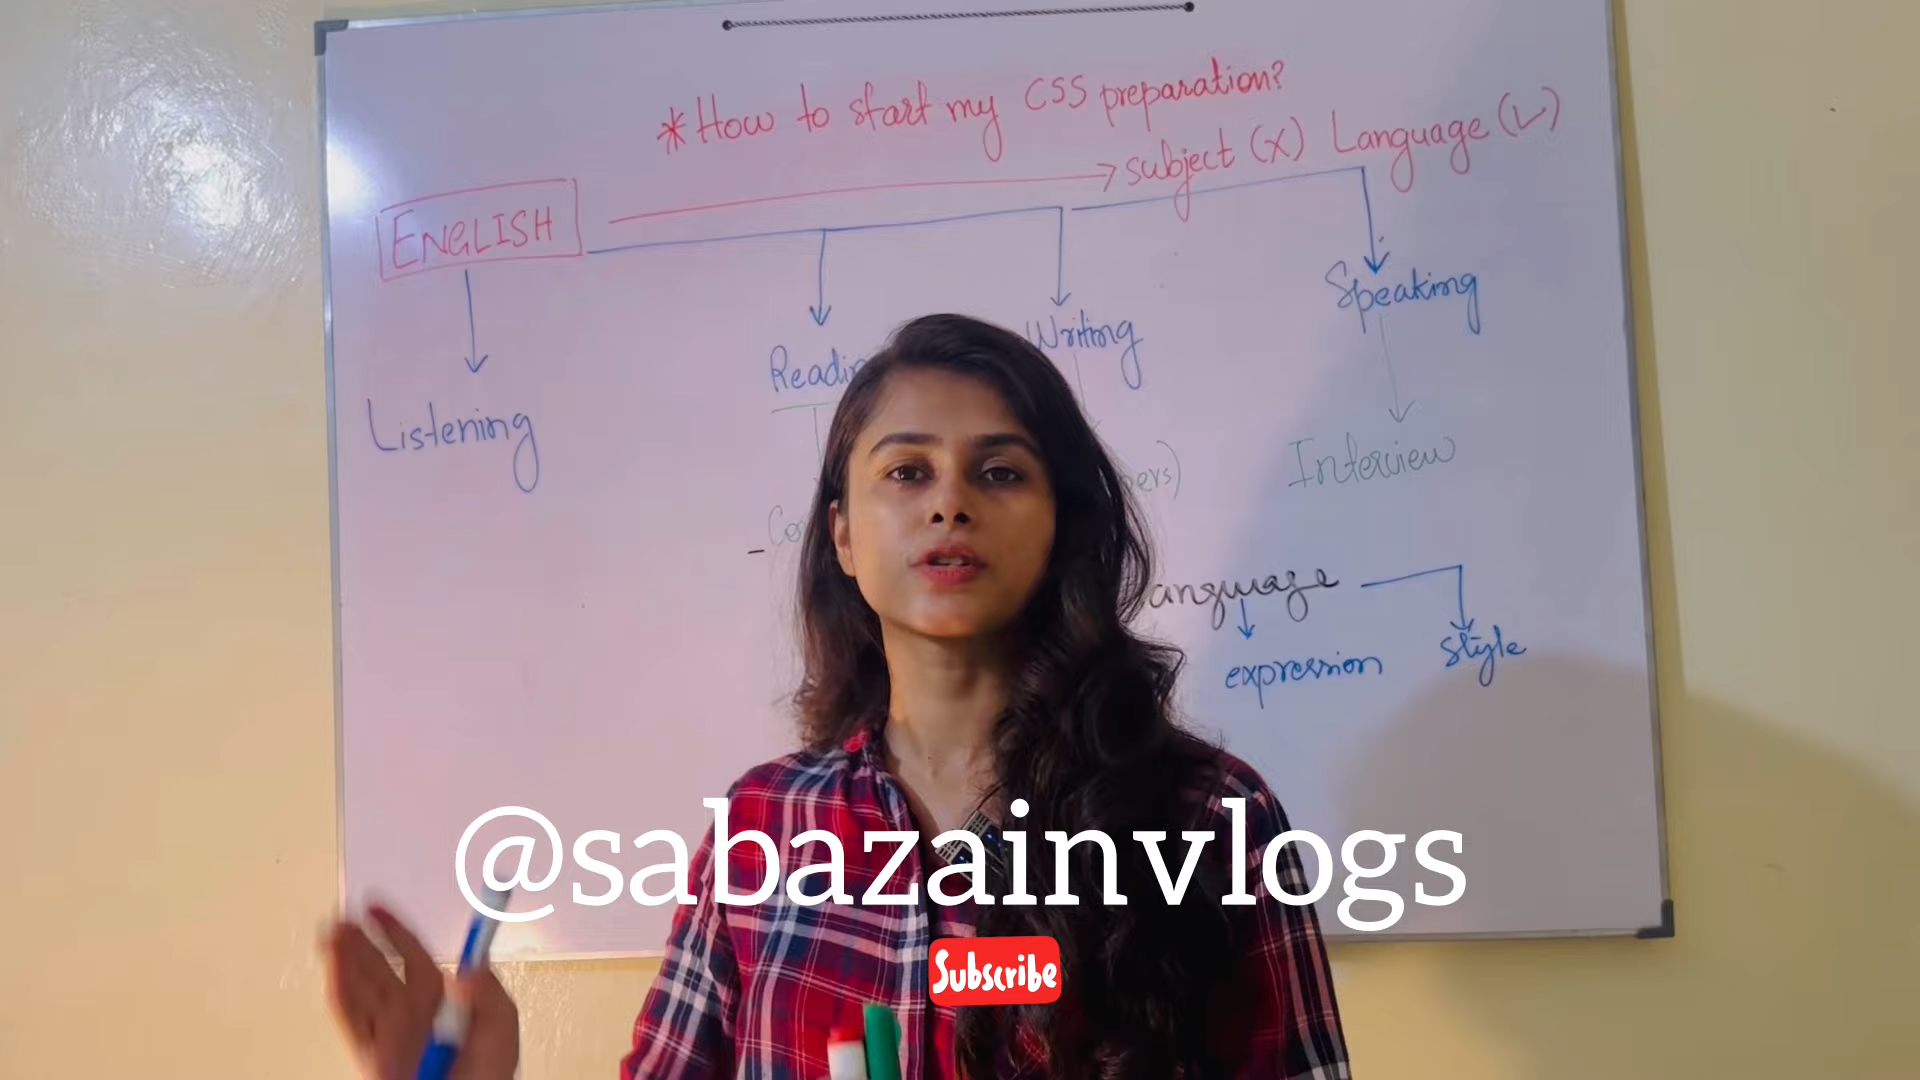 *How to start my CSS preparation?
→ subject (X) Language (✓)
ENGLISH
Listening
Writing
Speaking
Interview
expression
style
@sabazainvlogs
Subscribe